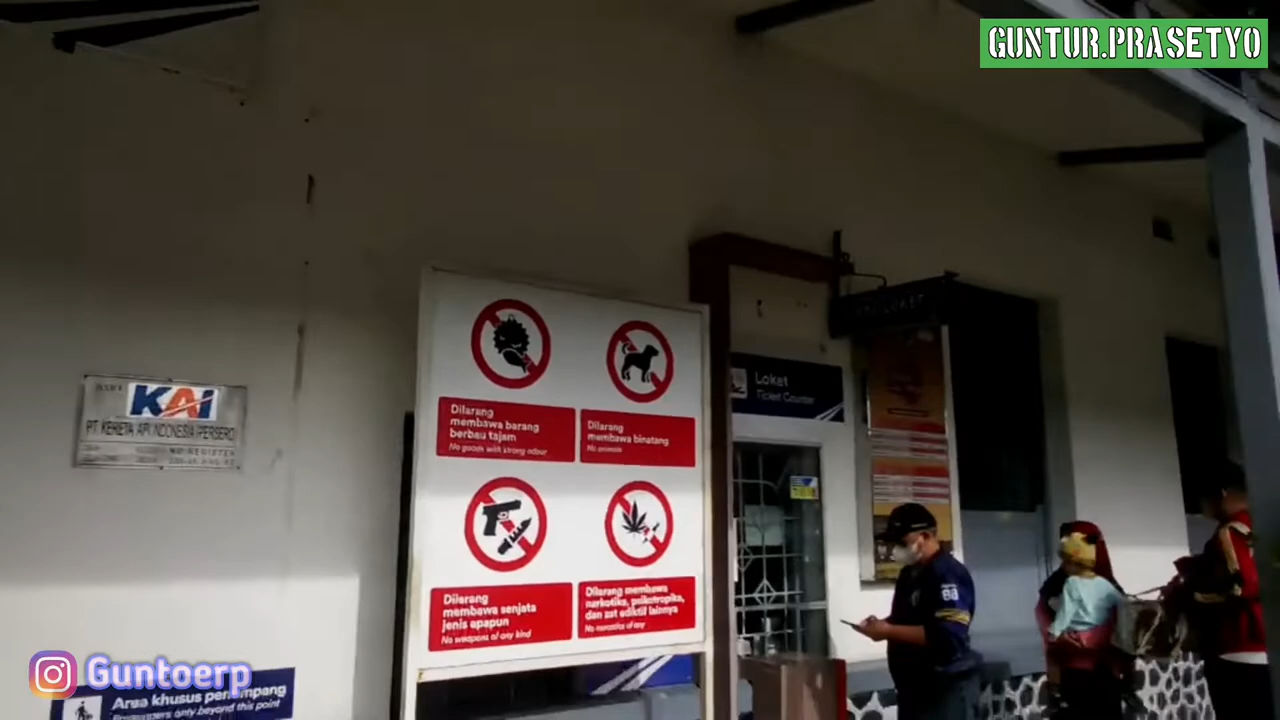 GUNTUR.PRASETYO
KAI
PT KERETA API INDONESIA (PERSERO)
Dilarang
membawa barang
berbau tajam
No goods with strong odour
Dilarang
membawa binatang
No animals
Dilarang
membawa senjata
jenis apapun
No weapons of any kind
Dilarang membawa
narkotika, psikotropika,
dan zat adiktif lainnya
No narcotics of any
Loket
Ticket Counter
LOKET
Guntoerp
Area khusus penumpang
Passengers only beyond this point